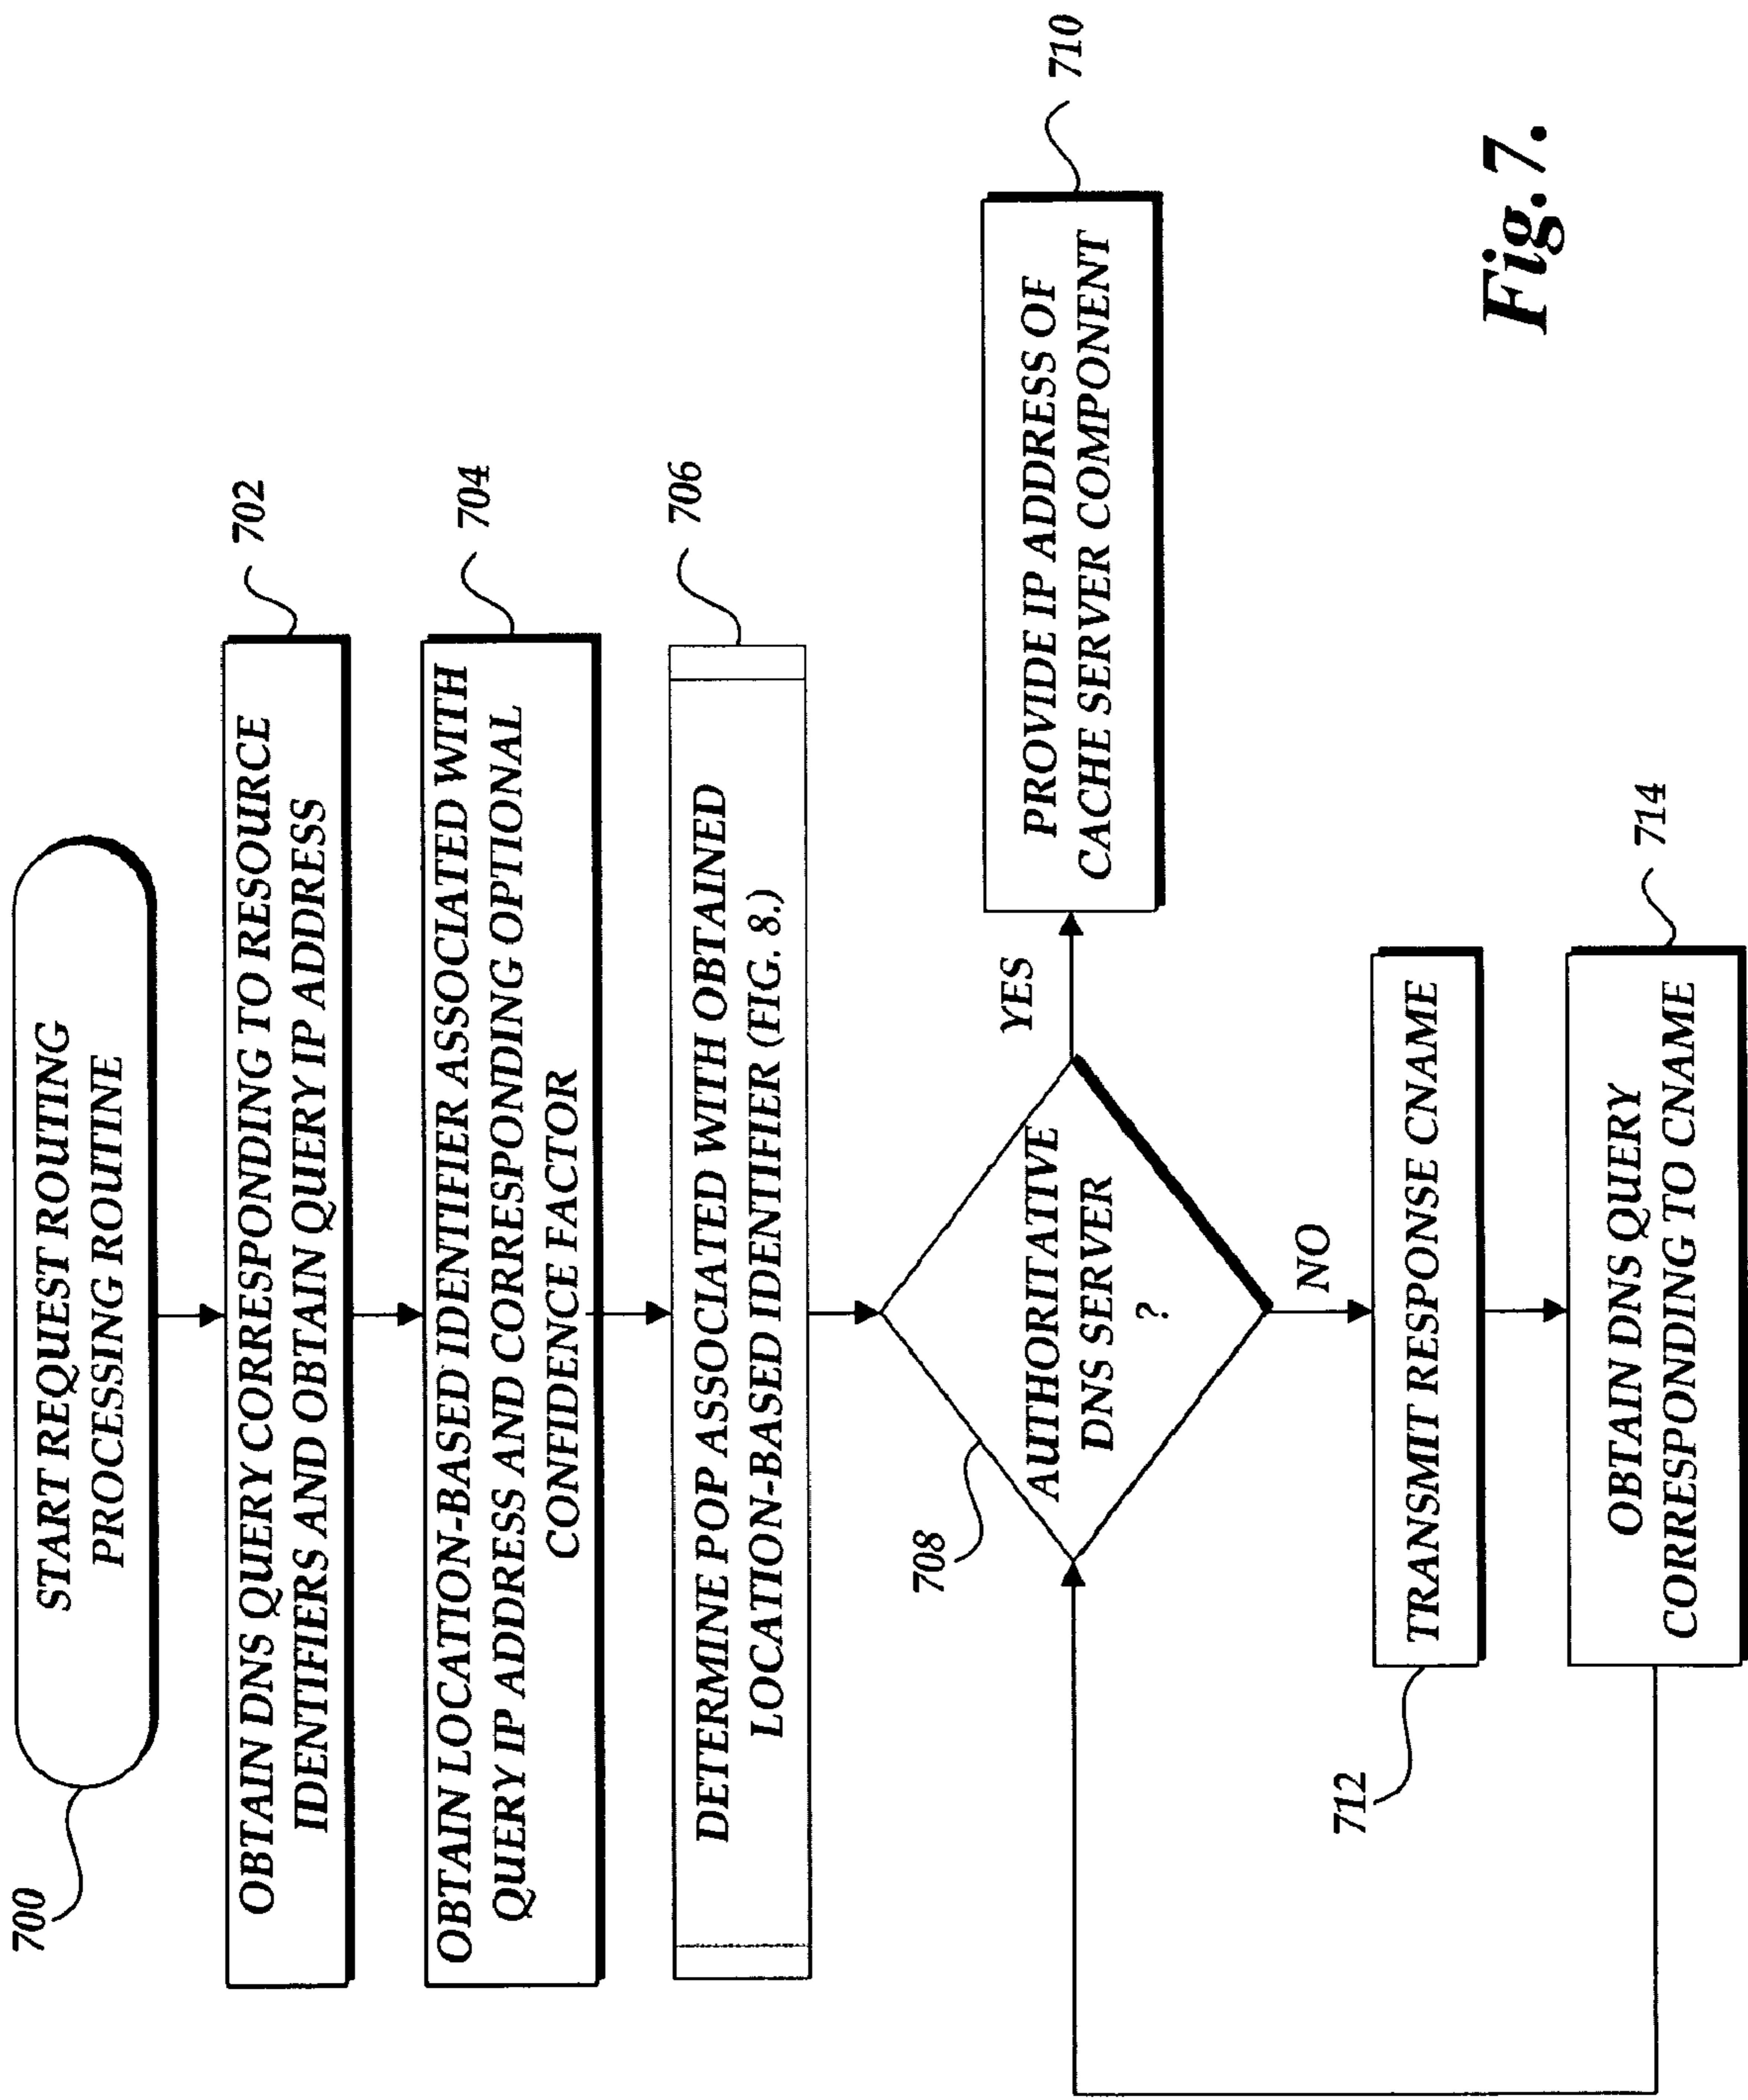 700
START REQUEST ROUTING
PROCESSING ROUTINE
702
OBTAIN DNS QUERY CORRESPONDING TO RESOURCE
IDENTIFIERS AND OBTAIN QUERY IP ADDRESS
704
OBTAIN LOCATION-BASED IDENTIFIER ASSOCIATED WITH
QUERY IP ADDRESS AND CORRESPONDING OPTIONAL
CONFIDENCE FACTOR
706
DETERMINE POP ASSOCIATED WITH OBTAINED
LOCATION-BASED IDENTIFIER (FIG. 8.)
708
AUTHORITATIVE
DNS SERVER
?
YES
710
PROVIDE IP ADDRESS OF
CACHE SERVER COMPONENT
NO
712
TRANSMIT RESPONSE CNAME
714
OBTAIN DNS QUERY
CORRESPONDING TO CNAME
Fig.7.